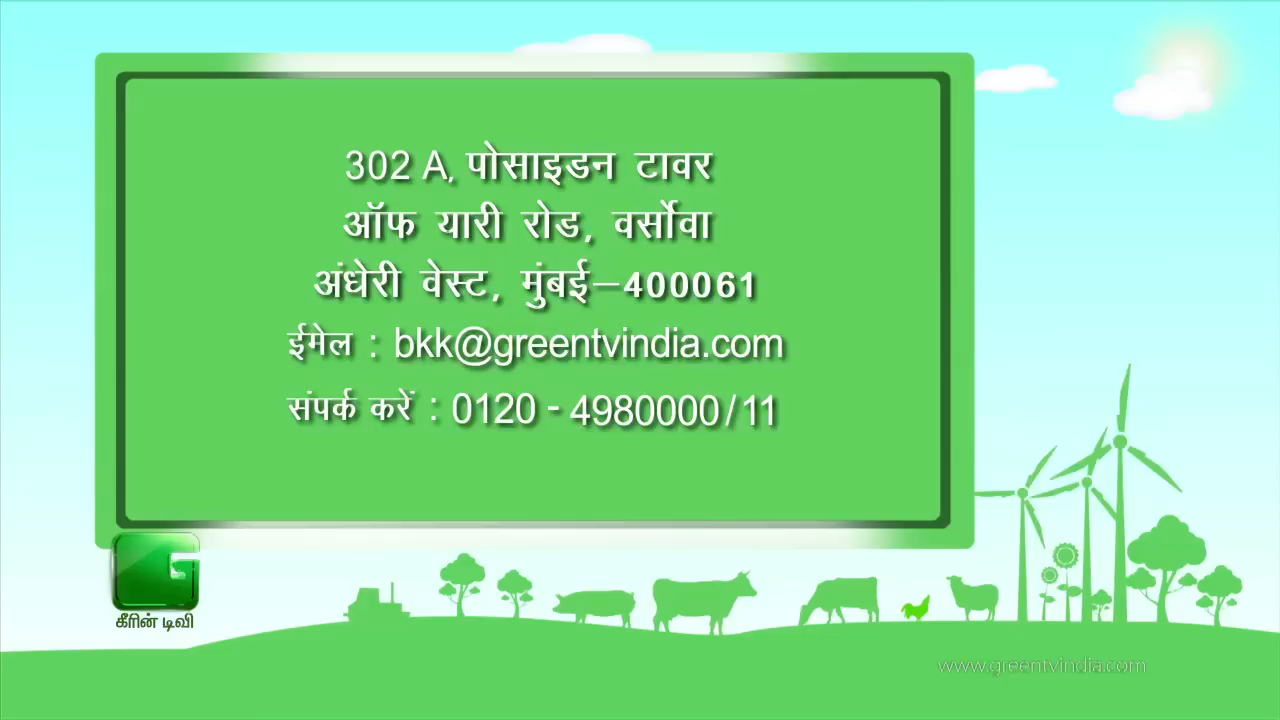 302 A, पोसाइडन टावर
ऑफ यारी रोड, वर्सोवा
अंधेरी वेस्ट, मुंबई–400061
ईमेल : bkk@greentvindia.com
संपर्क करें : 0120 - 4980000/11
கிரின் டிவி
www.greentvindia.com